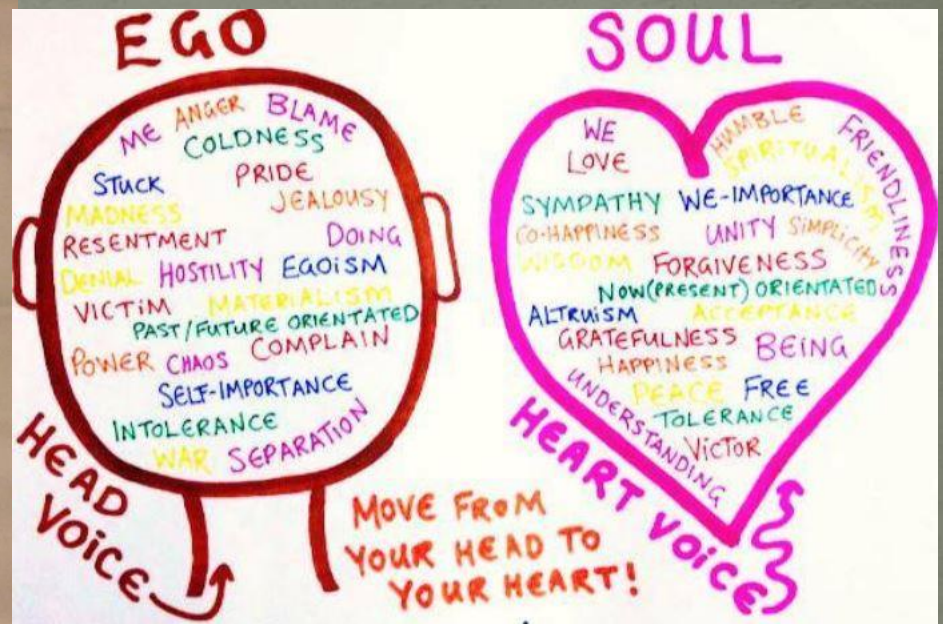 EGO
ME ANGER BLAME
COLDNESS
STUCK PRIDE
MADNESS JEALOUSY
RESENTMENT DOING
DENIAL HOSTILITY EGOiSM
VICTiM MATERIALISM
PAST/FUTURE ORIENTATED
POWER CHAOS COMPLAIN
SELF-IMPORTANCE
INTOLERANCE
WAR SEPARATION
HEAD
VOiCE
MOVE FROM
YOUR HEAD TO
YOUR HEART!
SOUL
WE HUMBLE FRIENDLINESS
LOVE SPIRITUALISM
SYMPATHY WE-IMPORTANCE
CO-HAPPINESS UNITY SiMPLiCITY
WISDOM FORGIVENESS
NOW(PRESENT) ORIENTATED
ALTRUiSM ACCEPTANCE
GRATEFULNESS BEING
HAPPINESS
PEACE FREE
UNDERSTANDING TOLERANCE
VICTOR
HEART VOiCE